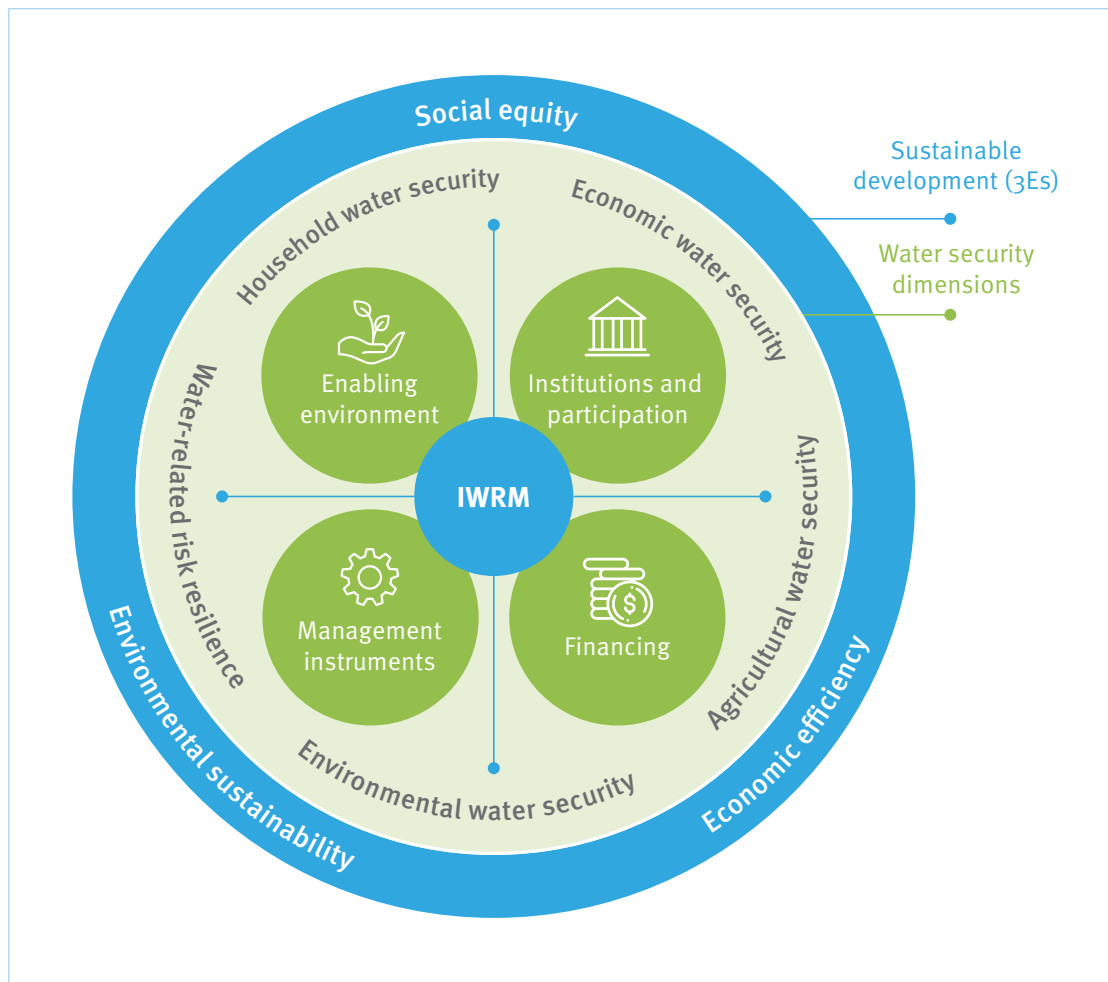 Social equity
Sustainable
development (3Es)
Household water security
Economic water security
Water security
dimensions
Enabling
environment
Institutions and
participation
Water-related risk resilience
IWRM
Agricultural water security
$
Management
instruments
Financing
Environmental water security
Environmental sustainability
Economic efficiency